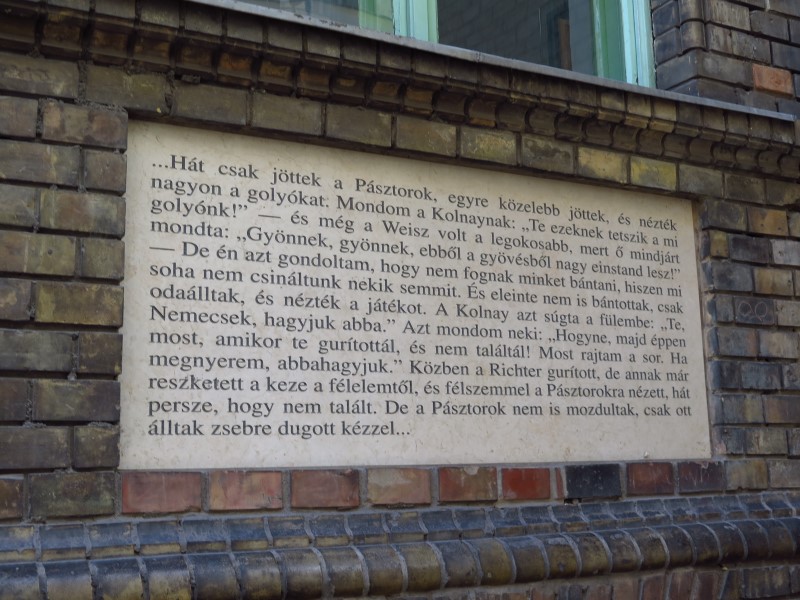 ...Hát csak jöttek a Pásztorok, egyre közelebb jöttek, és nézték
nagyon a golyókat. Mondom a Kolnaynak: „Te ezeknek tetszik a mi
golyónk!” — és még a Weisz volt a legokosabb, mert ő mindjárt
mondta: „Gyönnek, gyönnek, ebből a gyövésből nagy einstand lesz!”
— De én azt gondoltam, hogy nem fognak minket bántani, hiszen mi
soha nem csináltunk nekik semmit. És eleinte nem is bántottak, csak
odaálltak, és nézték a játékot. A Kolnay azt súgta a fülembe: „Te,
Nemecsek, hagyjuk abba.” Azt mondom neki: „Hogyne, majd éppen
most, amikor te gurítottál, és nem találtál! Most rajtam a sor. Ha
megnyerem, abbahagyjuk.” Közben a Richter gurított, de annak már
reszketett a keze a félelemtől, és félszemmel a Pásztorokra nézett, hát
persze, hogy nem talált. De a Pásztorok nem is mozdultak, csak ott
álltak zsebre dugott kézzel...